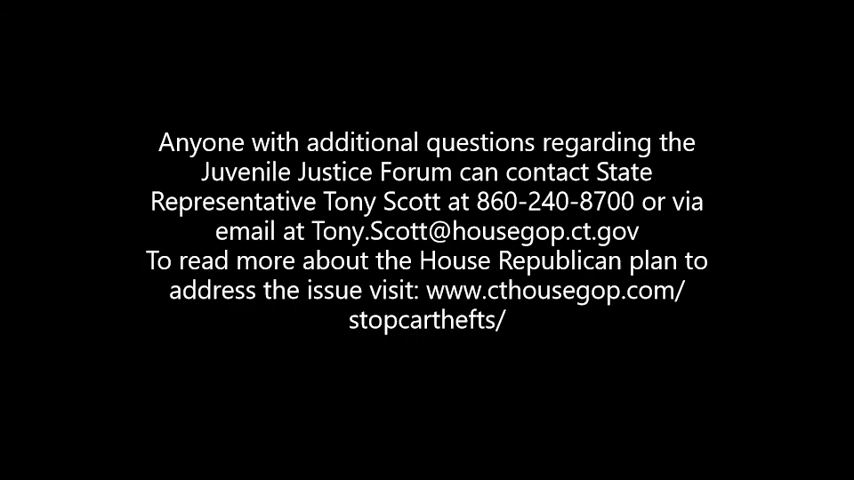 Anyone with additional questions regarding the
Juvenile Justice Forum can contact State
Representative Tony Scott at 860-240-8700 or via
email at Tony.Scott@housegop.ct.gov
To read more about the House Republican plan to
address the issue visit: www.cthousegop.com/
stopcarthefts/